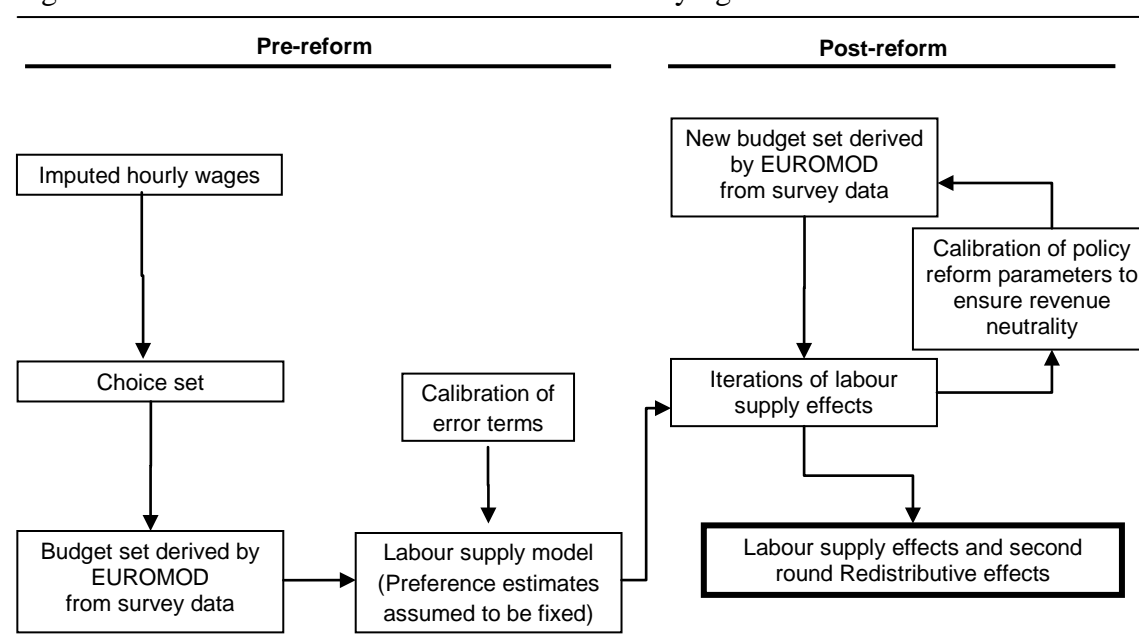 Pre-reform
Post-reform
Imputed hourly wages
Choice set
Budget set derived by
EUROMOD
from survey data
Calibration of
error terms
Labour supply model
(Preference estimates
assumed to be fixed)
New budget set derived
by EUROMOD
from survey data
Calibration of policy
reform parameters to
ensure revenue
neutrality
Iterations of labour
supply effects
Labour supply effects and second
round Redistributive effects